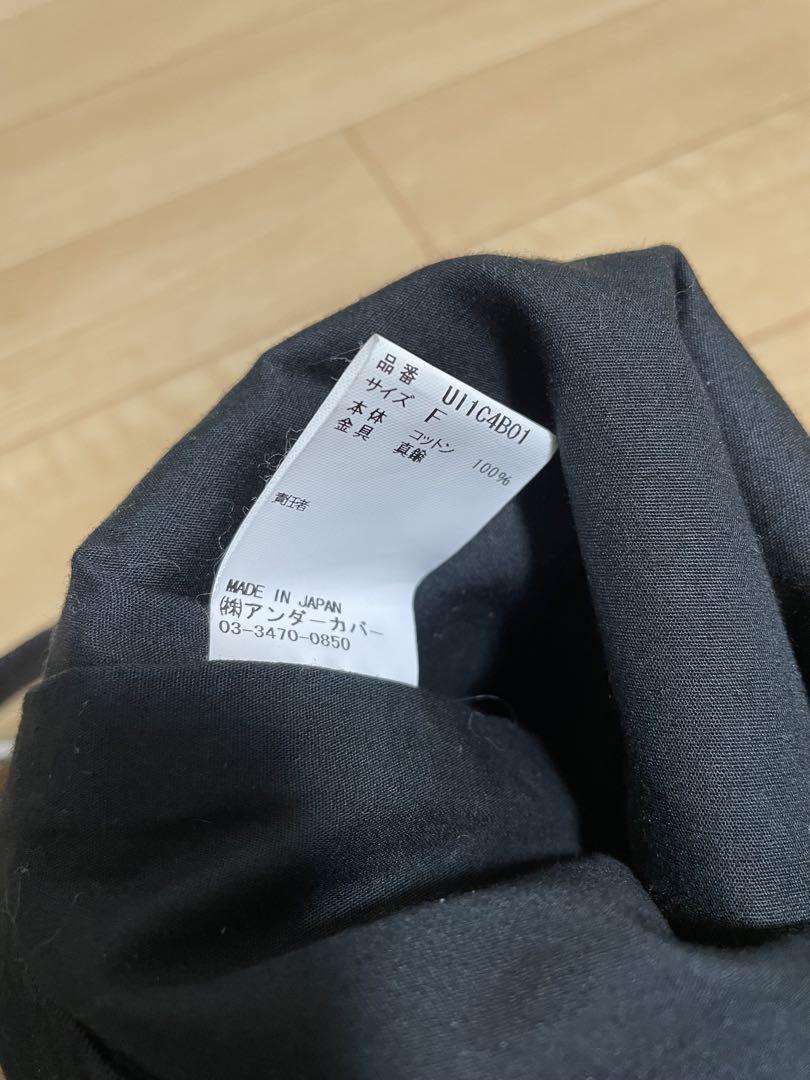 品番 UI1C4B01
サイズ F
本体 コットン 100%
金具 真鍮
責任者
MADE IN JAPAN
(株)アンダーカバー
03-3470-0850